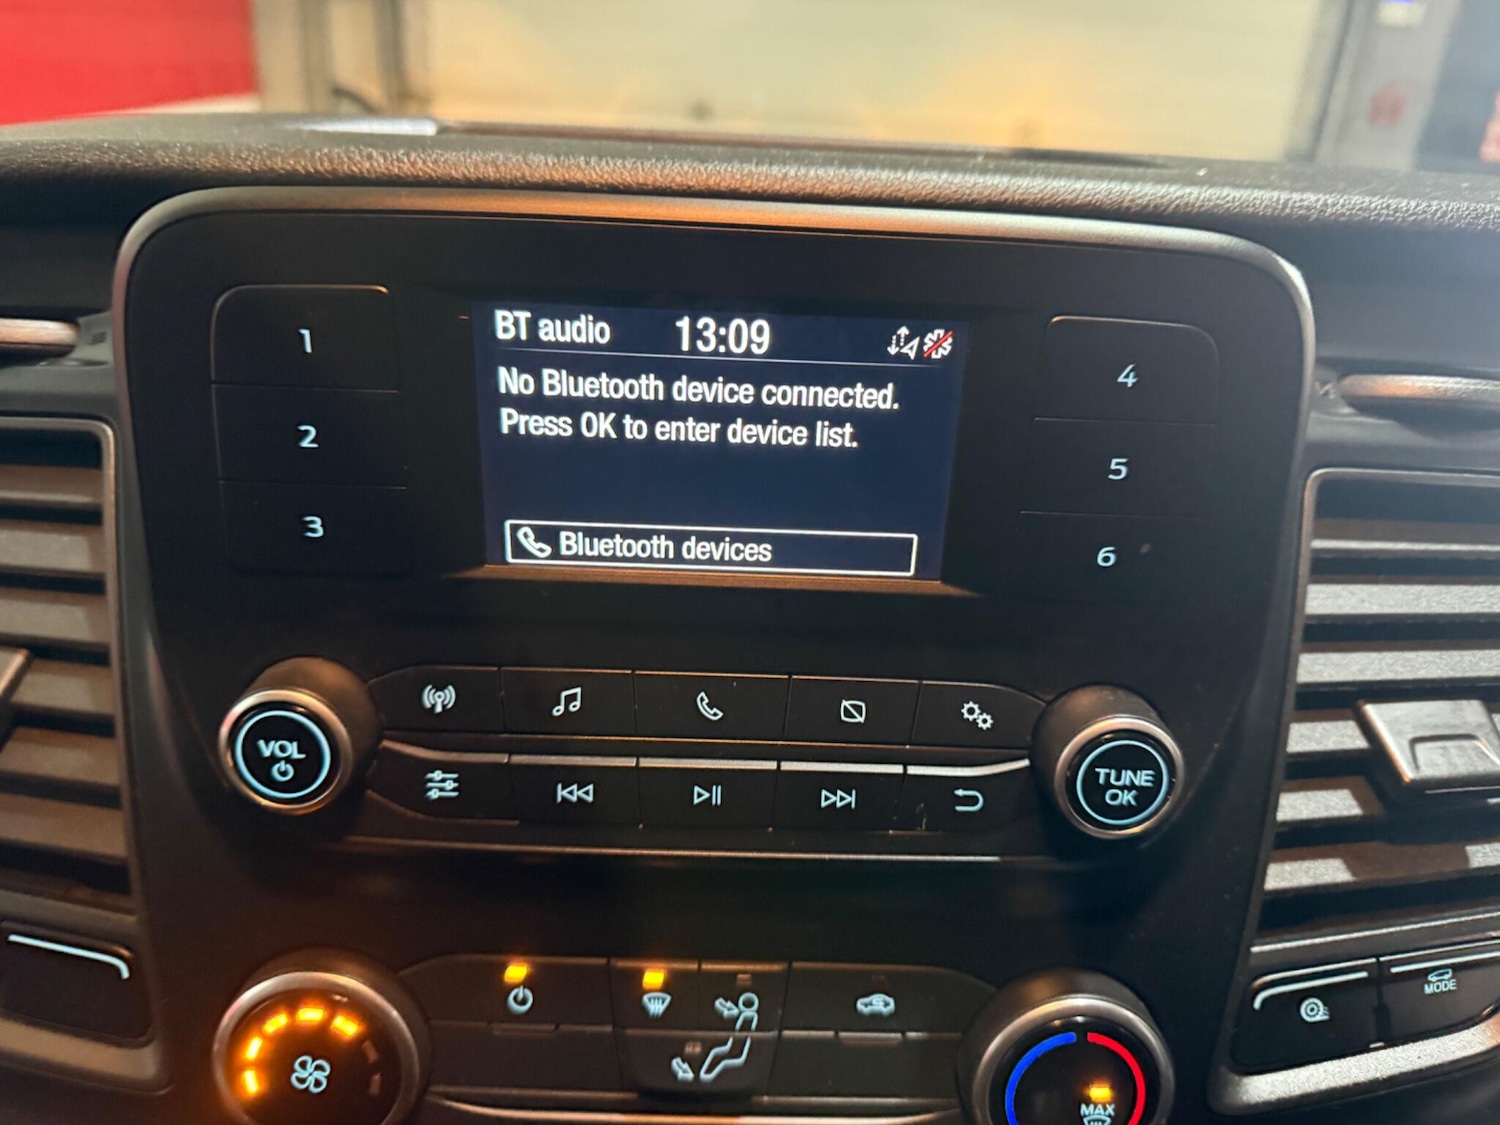 BT audio 13:09
No Bluetooth device connected.
Press OK to enter device list.
Bluetooth devices
1
2
3
4
5
6
VOL
TUNE
OK
MODE
MAX